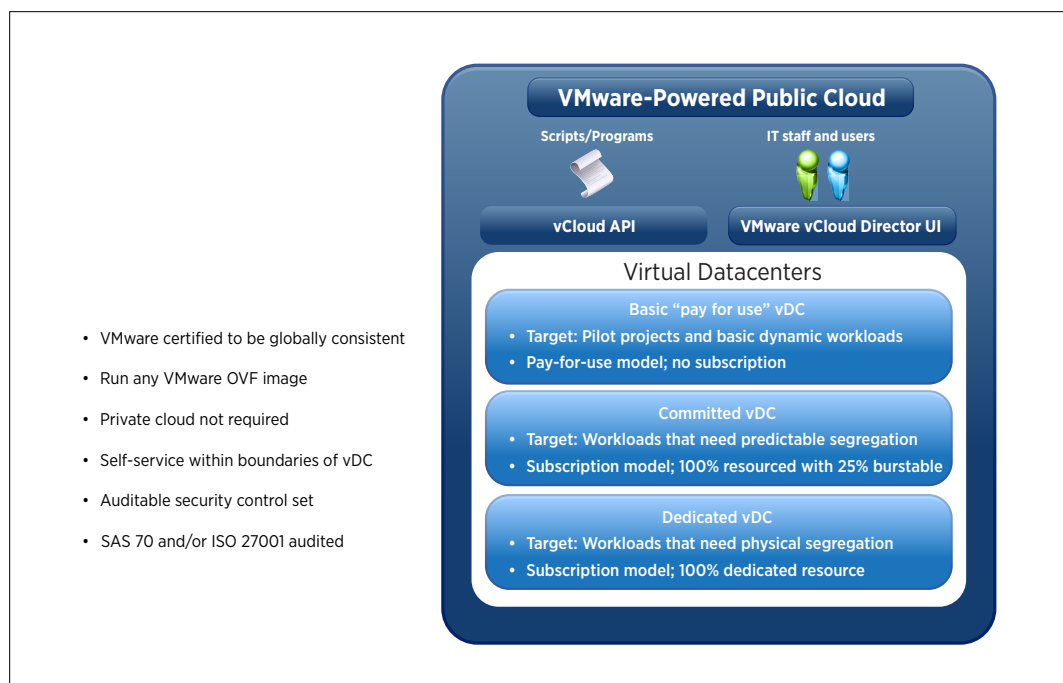 VMware-Powered Public Cloud
Scripts/Programs
IT staff and users
vCloud API
VMware vCloud Director UI
Virtual Datacenters
Basic “pay for use” vDC
• Target: Pilot projects and basic dynamic workloads
• Pay-for-use model; no subscription
Committed vDC
• Target: Workloads that need predictable segregation
• Subscription model; 100% resourced with 25% burstable
Dedicated vDC
• Target: Workloads that need physical segregation
• Subscription model; 100% dedicated resource
• VMware certified to be globally consistent
• Run any VMware OVF image
• Private cloud not required
• Self-service within boundaries of vDC
• Auditable security control set
• SAS 70 and/or ISO 27001 audited